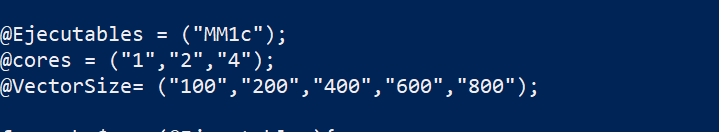 @Ejecutables = ("MM1c");
@cores = ("1","2","4");
@VectorSize= ("100","200","400","600","800");